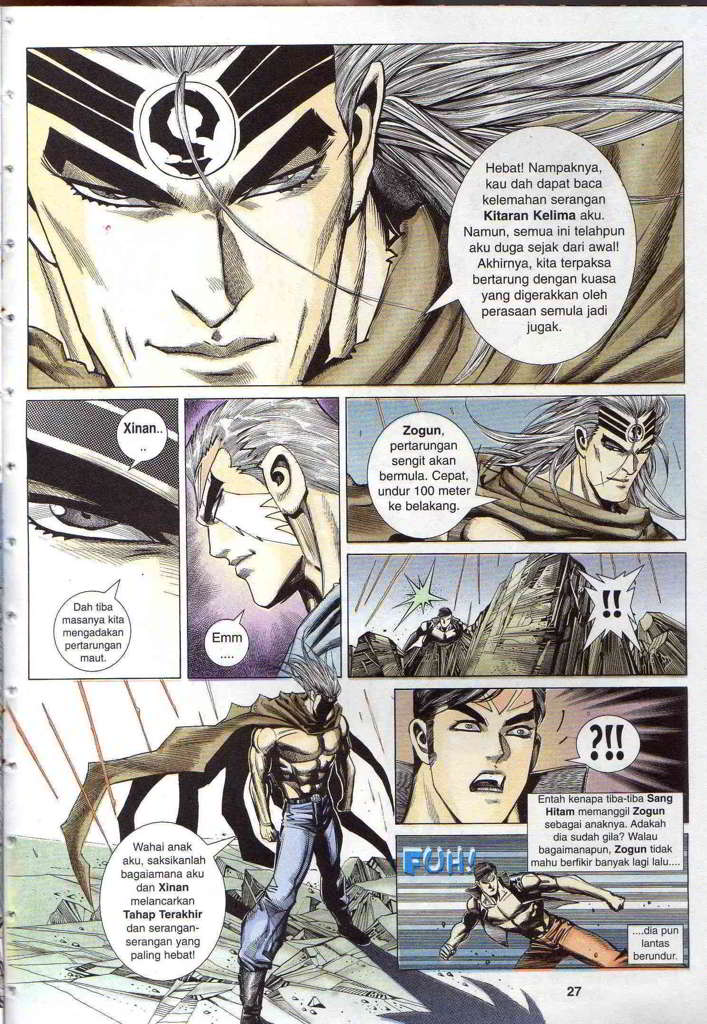 Hebat! Nampaknya,
kau dah dapat baca
kelemahan serangan
Kitaran Kelima aku.
Namun, semua ini telahpun
aku duga sejak dari awal!
Akhirnya, kita terpaksa
bertarung dengan kuasa
yang digerakkan oleh
perasaan semula jadi
jugak.
Xinan..
..
Dah tiba
masanya kita
mengadakan
pertarungan
maut.
Emm
....
Zogun,
pertarungan
sengit akan
bermula. Cepat,
undur 100 meter
ke belakang.
!!
Wahai anak
aku, saksikanlah
bagaiamana aku
dan Xinan
melancarkan
Tahap Terakhir
dan serangan-
serangan yang
paling hebat!
?!!
Entah kenapa tiba-tiba Sang
Hitam memanggil Zogun
sebagai anaknya. Adakah
dia sudah gila? Walau
bagaimanapun, Zogun tidak
mahu berfikir banyak lagi lalu....
FUH!
....dia pun
lantas
berundur.
27